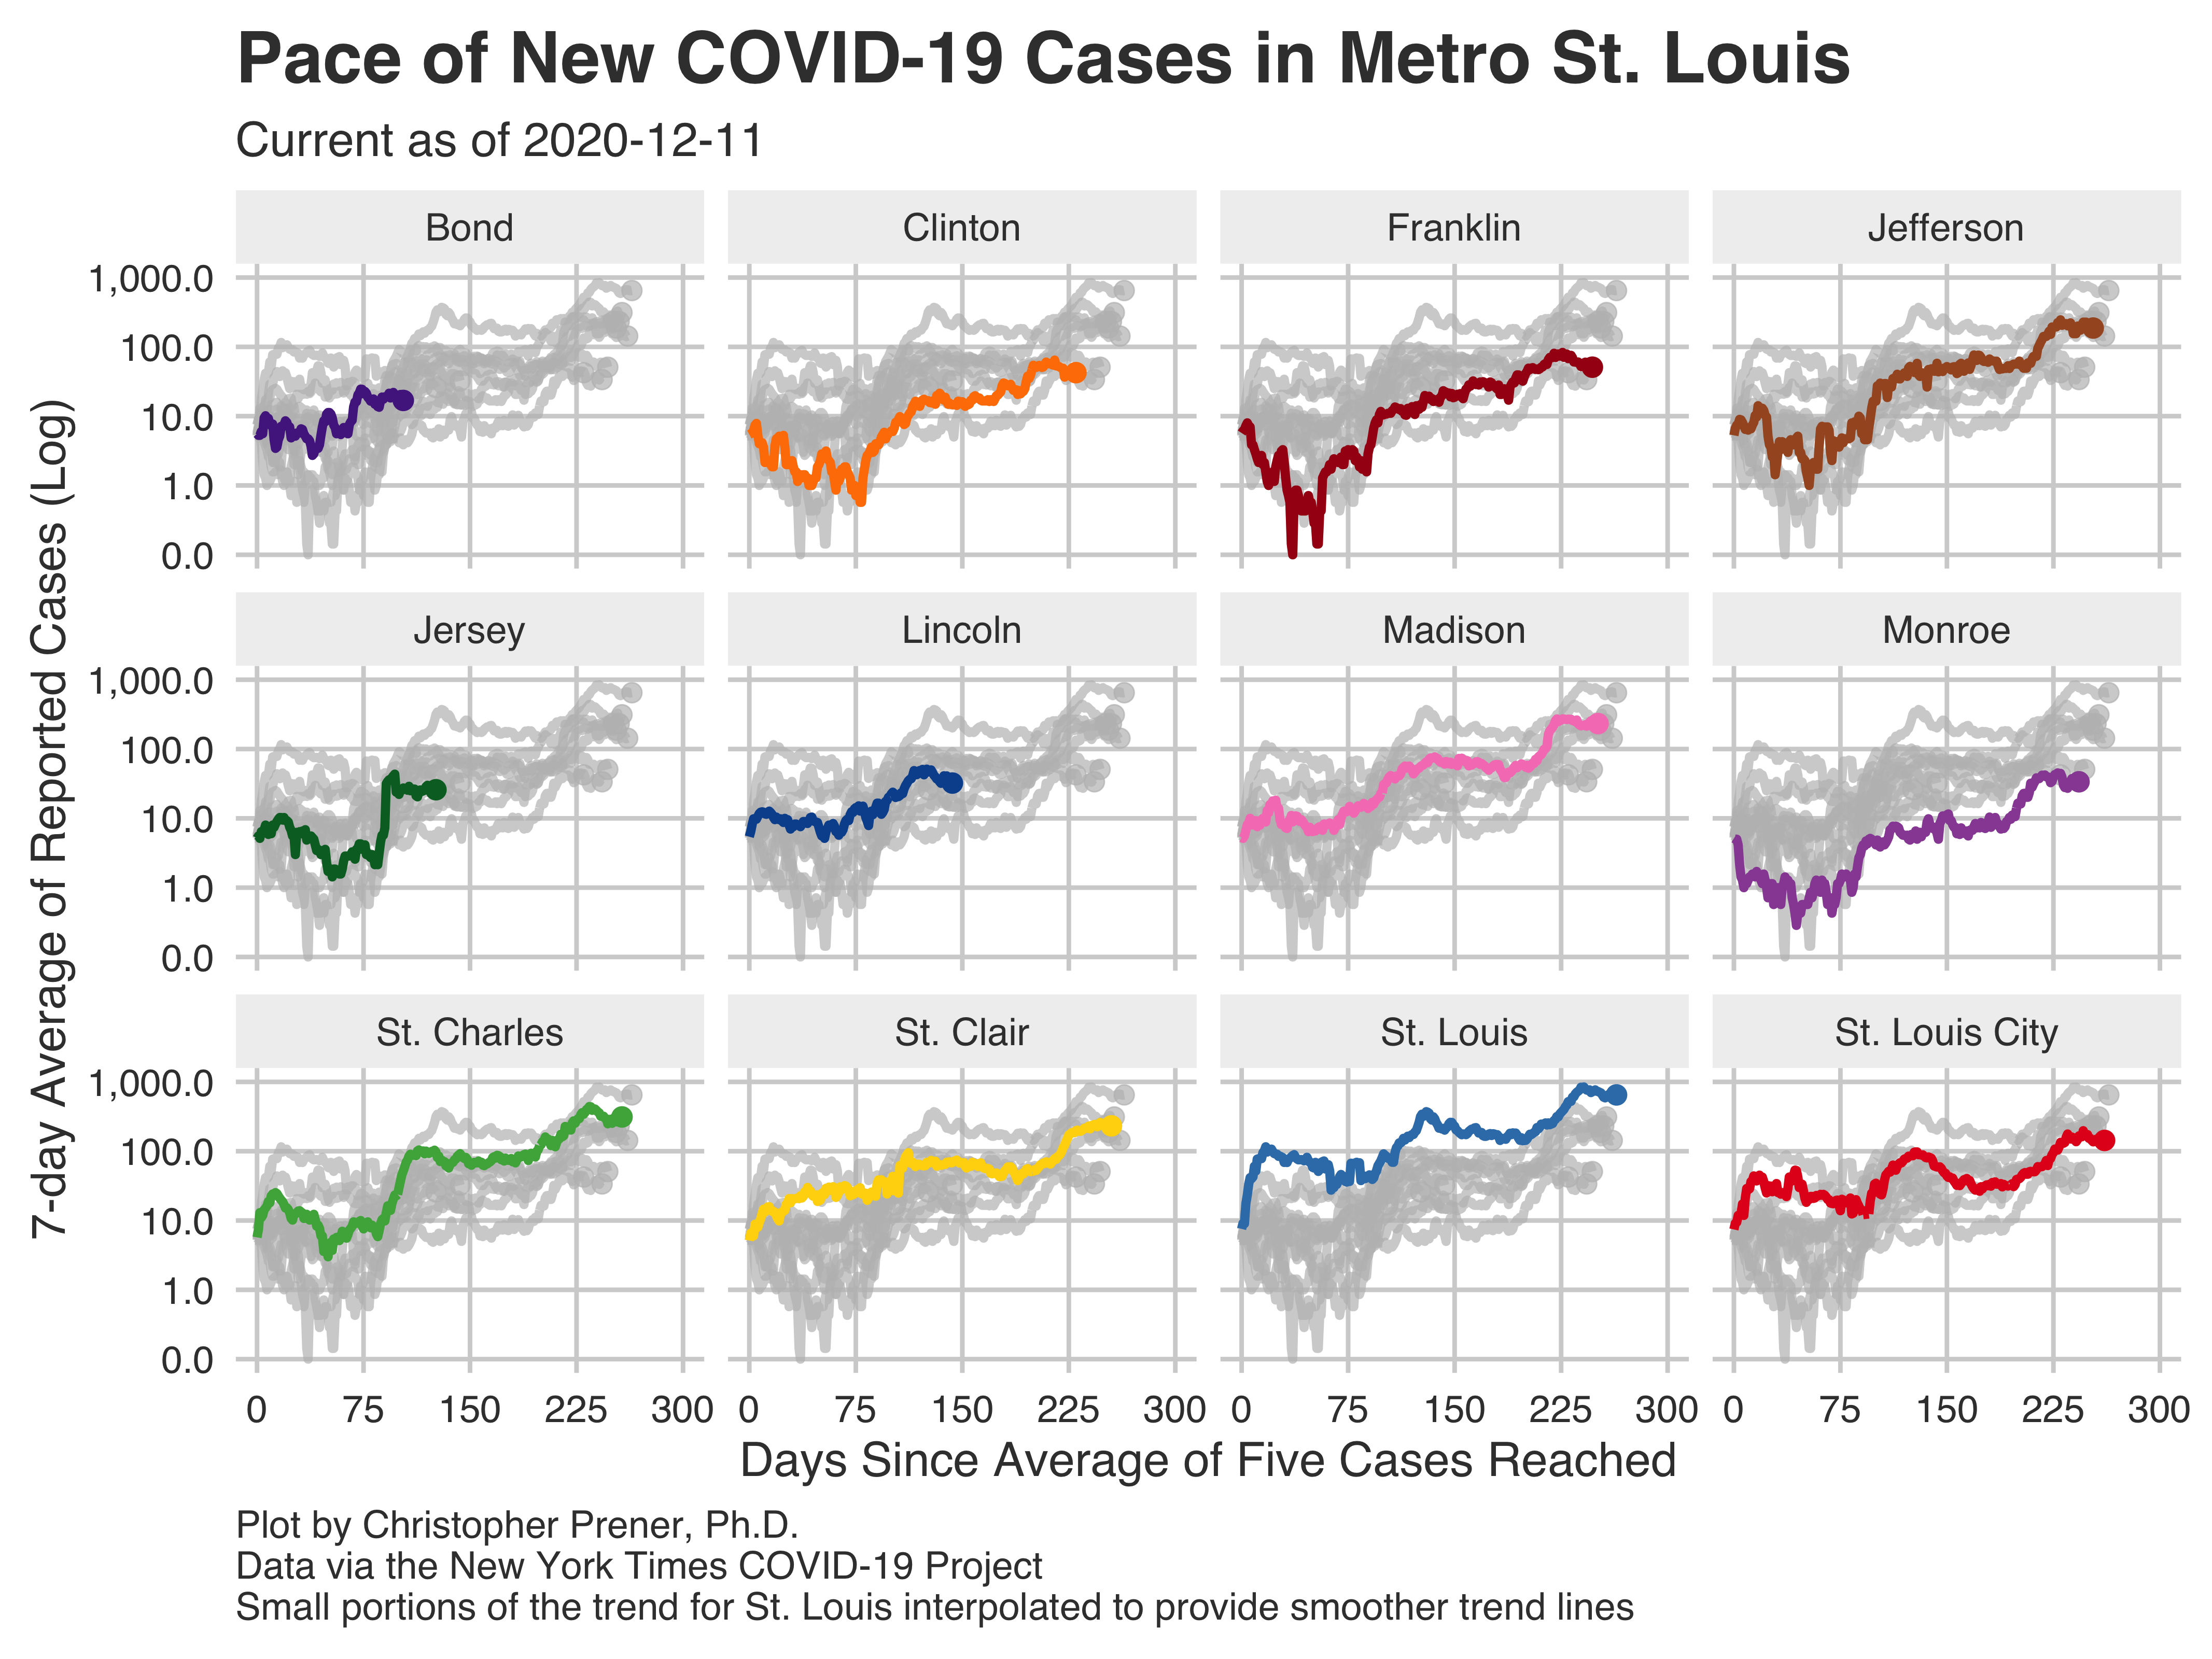 Pace of New COVID-19 Cases in Metro St. Louis
Current as of 2020-12-11
Bond
Clinton
Franklin
Jefferson
1,000.0
100.0
10.0
1.0
0.0
Jersey
Lincoln
Madison
Monroe
1,000.0
100.0
10.0
1.0
0.0
St. Charles
St. Clair
St. Louis
St. Louis City
1,000.0
100.0
10.0
1.0
0.0
0 75 150 225 300
0 75 150 225 300
0 75 150 225 300
0 75 150 225 300
7-day Average of Reported Cases (Log)
Days Since Average of Five Cases Reached
Plot by Christopher Prener, Ph.D.
Data via the New York Times COVID-19 Project
Small portions of the trend for St. Louis interpolated to provide smoother trend lines